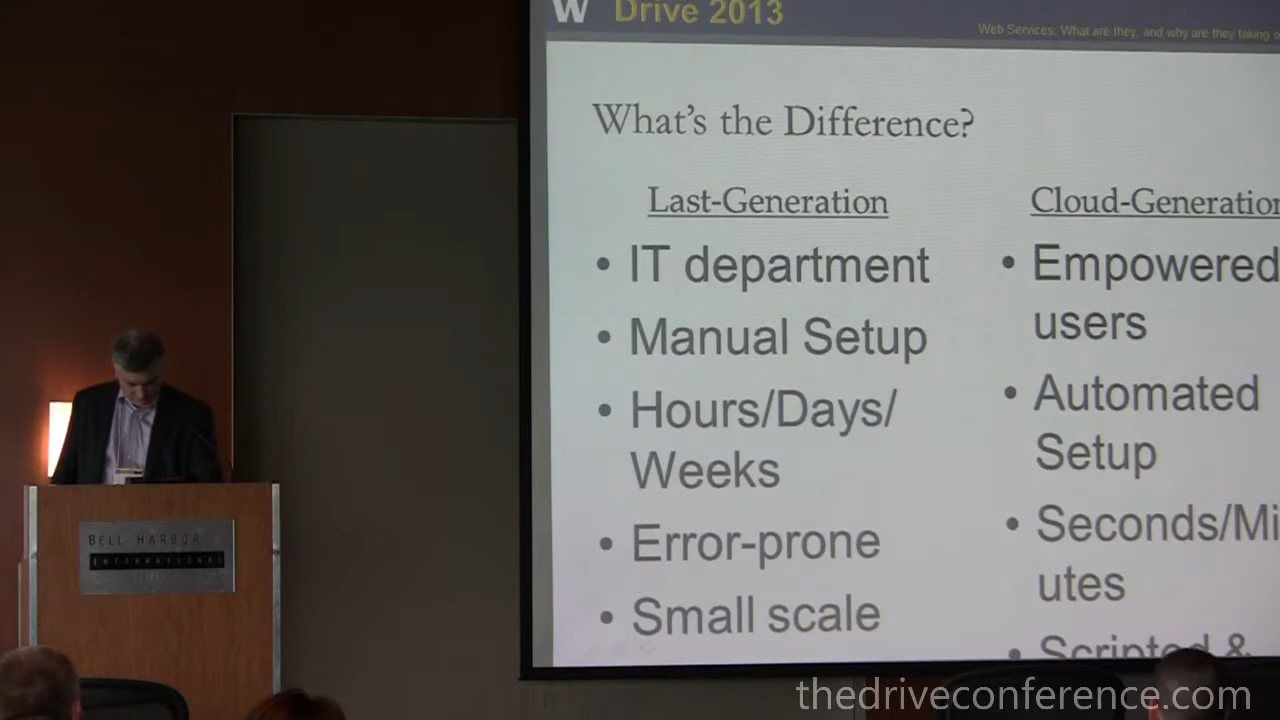 W Drive 2013
Web Services: What are they, and why are they taking o
What's the Difference?
Last-Generation
• IT department
• Manual Setup
• Hours/Days/
Weeks
• Error-prone
• Small scale
Cloud-Generation
• Empowered
users
• Automated
Setup
• Seconds/Mi
utes
• Scripted &
BELL HARBOR
INTERNATIONAL
thedriveconference.com